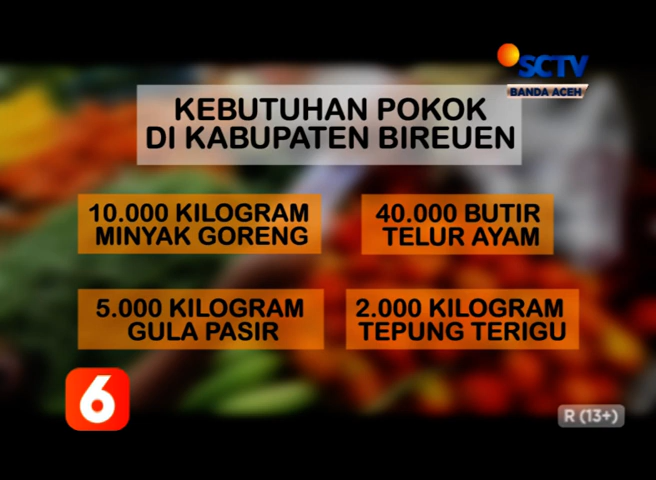 SCTV
BANDA ACEH
KEBUTUHAN POKOK
DI KABUPATEN BIREUEN
10.000 KILOGRAM
MINYAK GORENG
40.000 BUTIR
TELUR AYAM
5.000 KILOGRAM
GULA PASIR
2.000 KILOGRAM
TEPUNG TERIGU
6
R (13+)